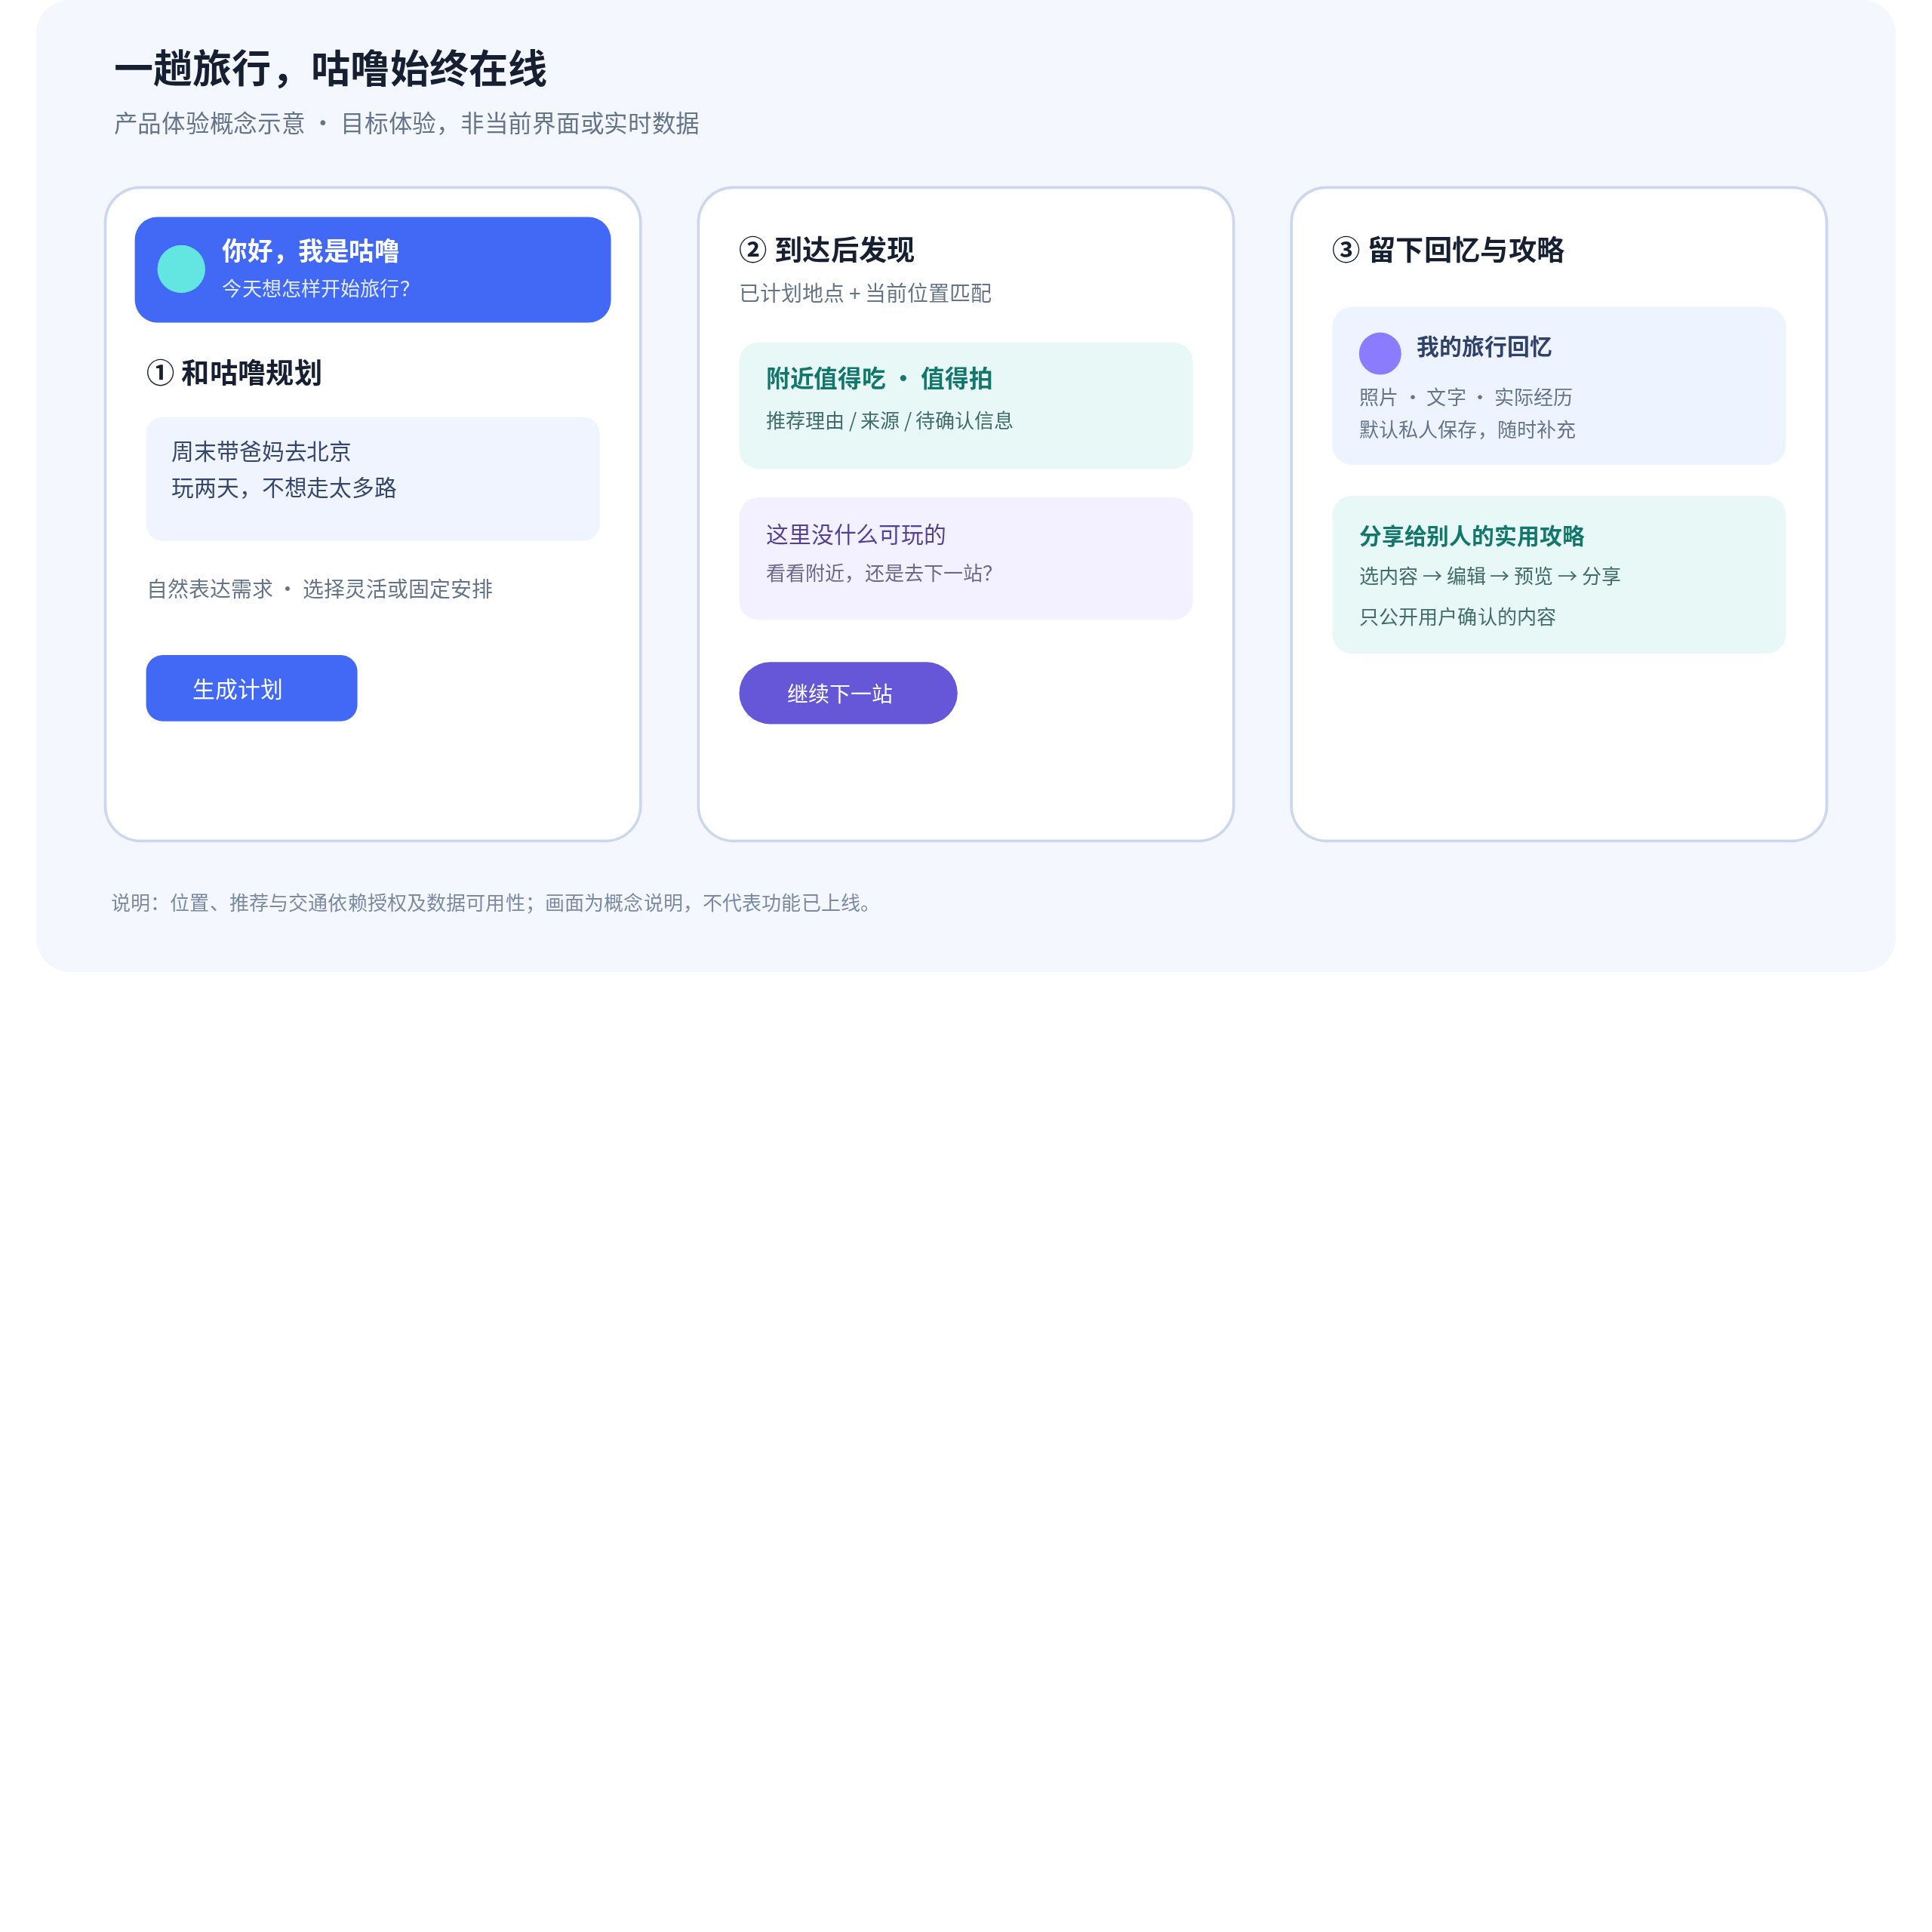 一趟旅行，咕噜始终在线
产品体验概念示意 · 目标体验，非当前界面或实时数据
你好，我是咕噜
今天想怎样开始旅行？
① 和咕噜规划
周末带爸妈去北京
玩两天，不想走太多路
自然表达需求 · 选择灵活或固定安排
生成计划
② 到达后发现
已计划地点 + 当前位置匹配
附近值得吃 · 值得拍
推荐理由 / 来源 / 待确认信息
这里没什么可玩的
看看附近，还是去下一站？
继续下一站
③ 留下回忆与攻略
我的旅行回忆
照片 · 文字 · 实际经历
默认私人保存，随时补充
分享给别人的实用攻略
选内容 → 编辑 → 预览 → 分享
只公开用户确认的内容
说明：位置、推荐与交通依赖授权及数据可用性；画面为概念说明，不代表功能已上线。